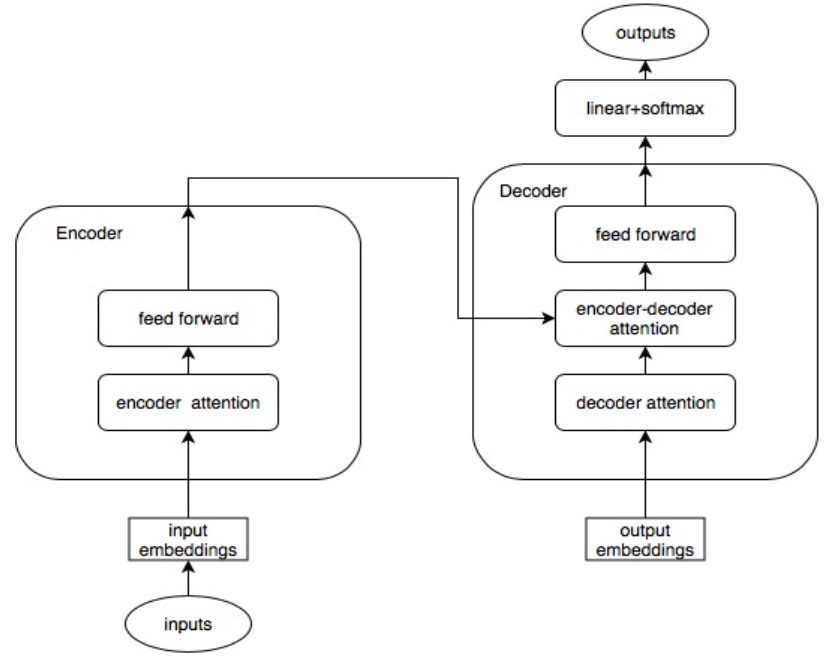 outputs
linear+softmax
Decoder
feed forward
encoder-decoder
attention
decoder attention
output
embeddings
Encoder
feed forward
encoder attention
input
embeddings
inputs